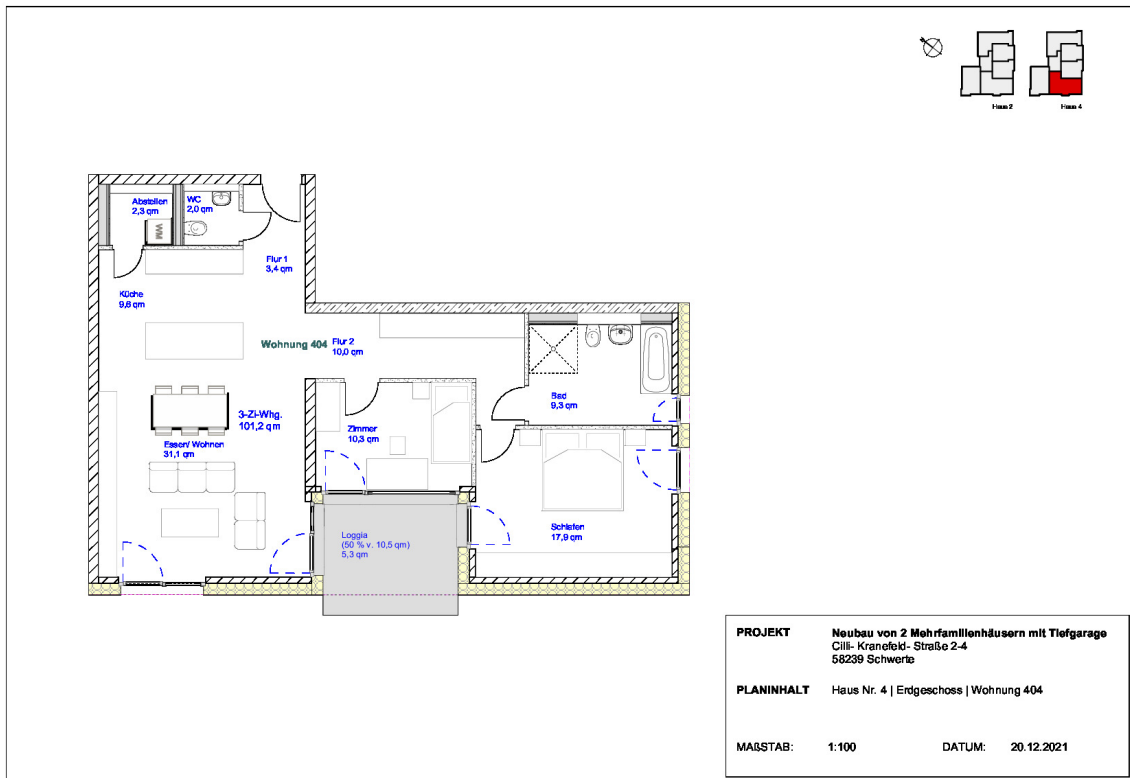 Haus 2
Haus 4
Abstellen
2,3 qm
WM
WC
2,0 qm
Flur 1
3,4 qm
Küche
9,8 qm
Wohnung 404
Flur 2
10,0 qm
3-Zi-Whg.
101,2 qm
Essen/ Wohnen
31,1 qm
Zimmer
10,3 qm
Bad
9,3 qm
Schlafen
17,9 qm
Loggia
(50 % v. 10,5 qm)
5,3 qm
PROJEKT Neubau von 2 Mehrfamilienhäusern mit Tiefgarage
Cilli- Kranefeld- Straße 2-4
58239 Schwerte
PLANINHALT Haus Nr. 4 | Erdgeschoss | Wohnung 404
MAßSTAB: 1:100 DATUM: 20.12.2021